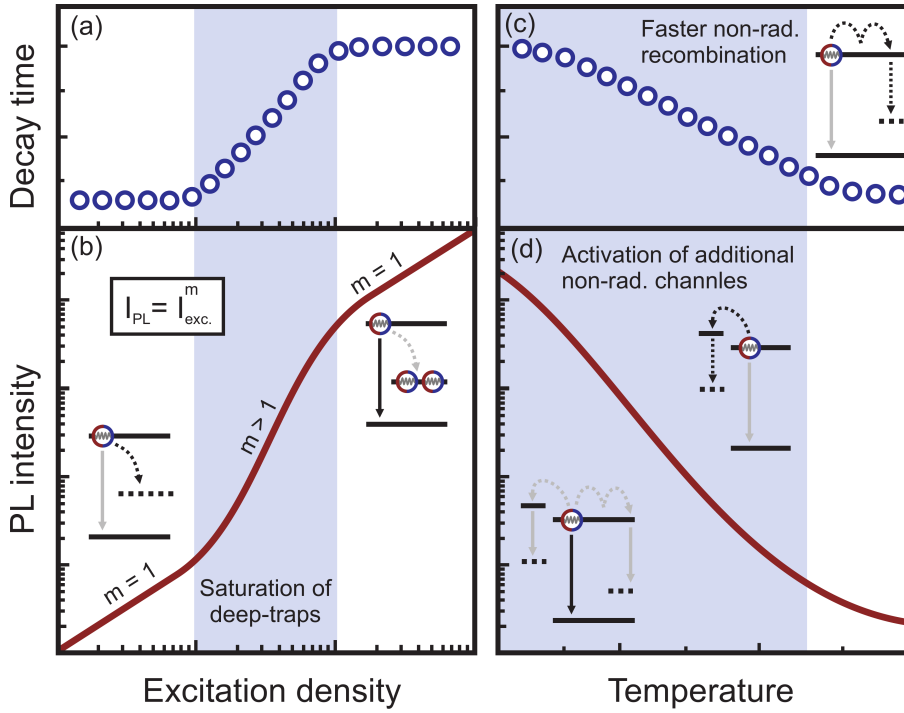 (a)
Decay time
(b)
I_PL = I_exc.^m
m = 1
m > 1
m = 1
Saturation of
deep-traps
PL intensity
Excitation density
(c)
Faster non-rad.
recombination
(d)
Activation of additional
non-rad. channles
Temperature